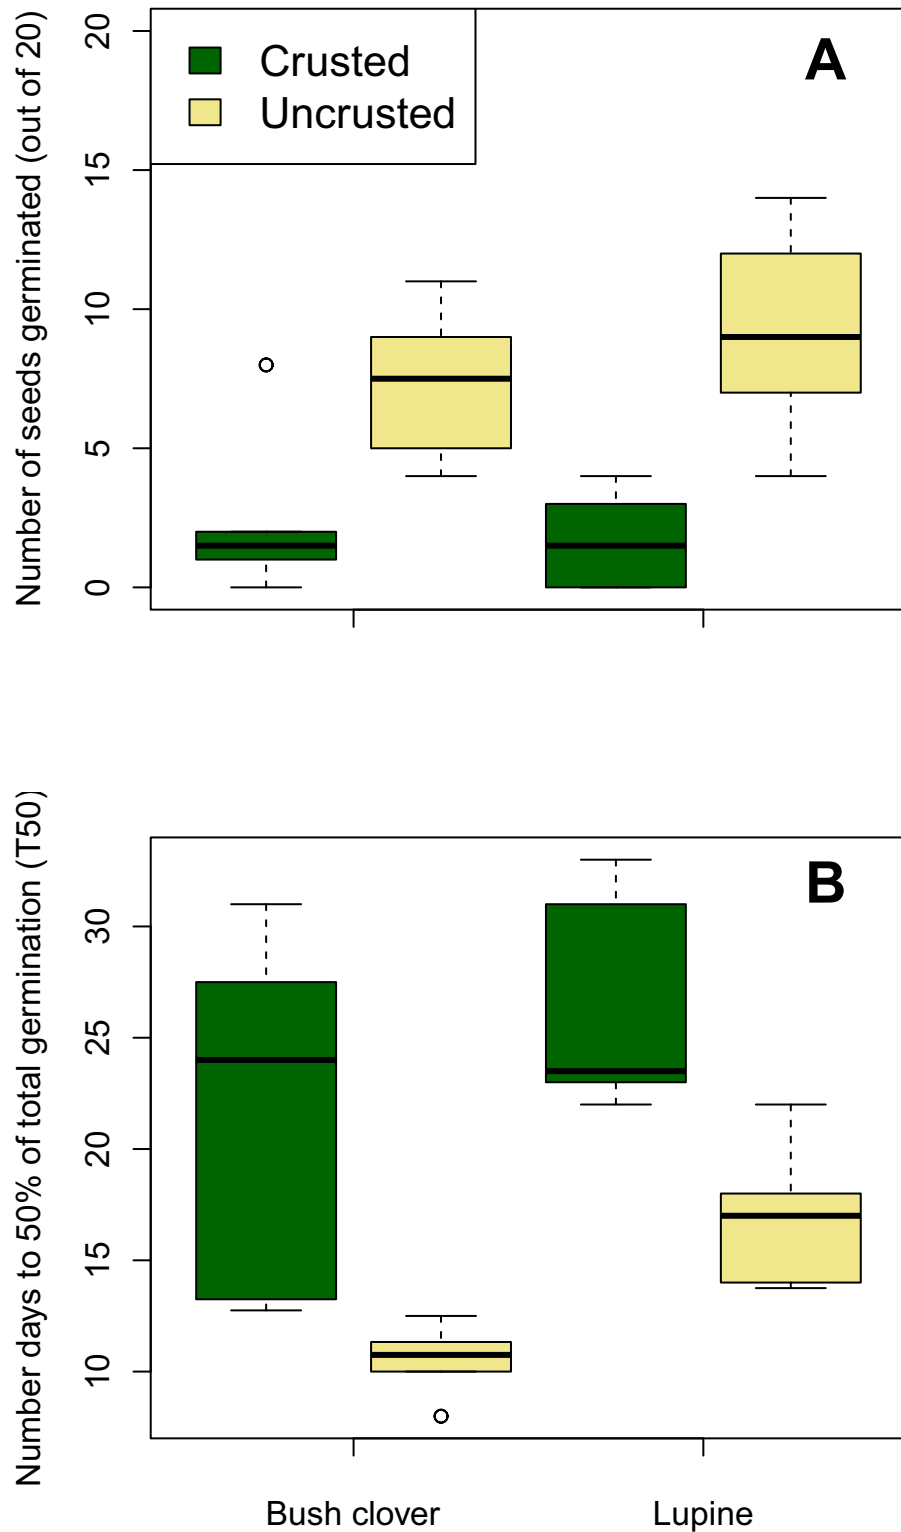 Number of seeds germinated (out of 20)
20
15
10
5
0
Crusted
Uncrusted
A
Number days to 50% of total germination (T50)
30
25
20
15
10
B
Bush clover
Lupine